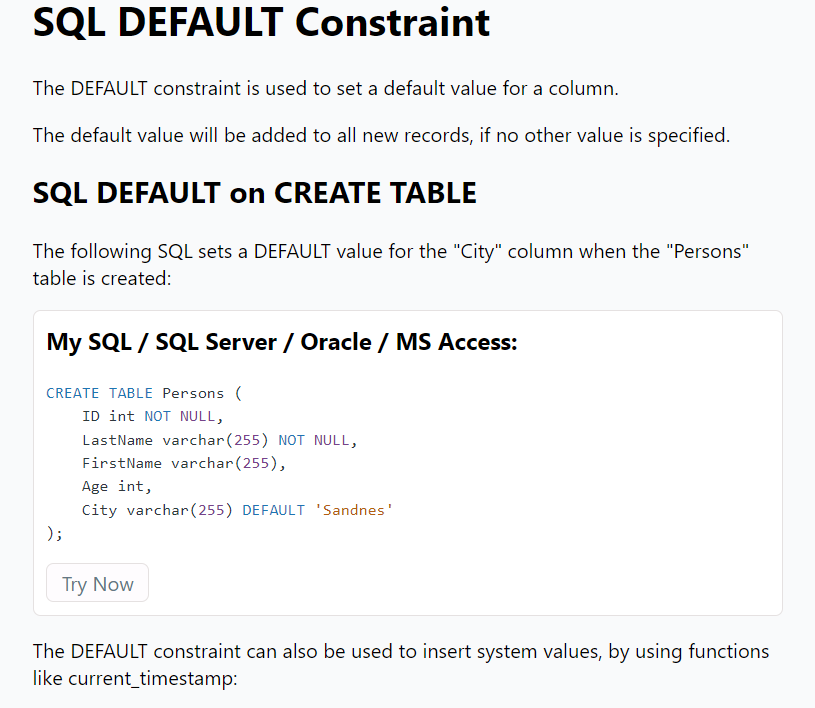 SQL DEFAULT Constraint
The DEFAULT constraint is used to set a default value for a column.
The default value will be added to all new records, if no other value is specified.
SQL DEFAULT on CREATE TABLE
The following SQL sets a DEFAULT value for the "City" column when the "Persons"
table is created:
My SQL / SQL Server / Oracle / MS Access:
CREATE TABLE Persons (
    ID int NOT NULL,
    LastName varchar(255) NOT NULL,
    FirstName varchar(255),
    Age int,
    City varchar(255) DEFAULT 'Sandnes'
);
Try Now
The DEFAULT constraint can also be used to insert system values, by using functions
like current_timestamp: